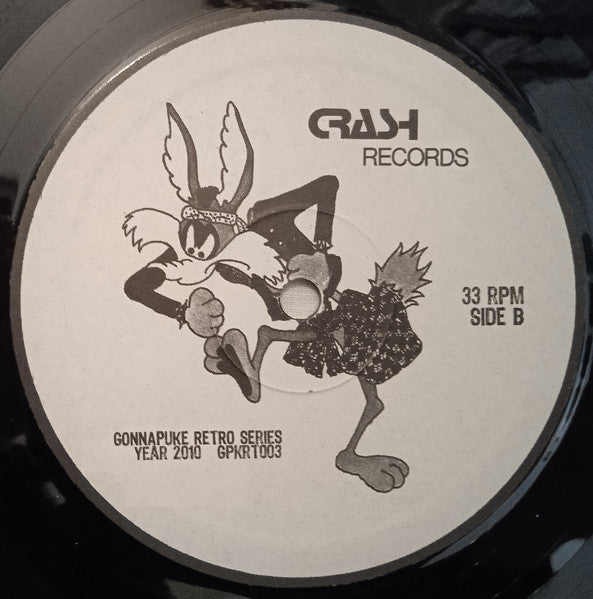 CRASH
RECORDS
33 RPM
SIDE B
GONNAPUKE RETRO SERIES
YEAR 2010 GPKRT003